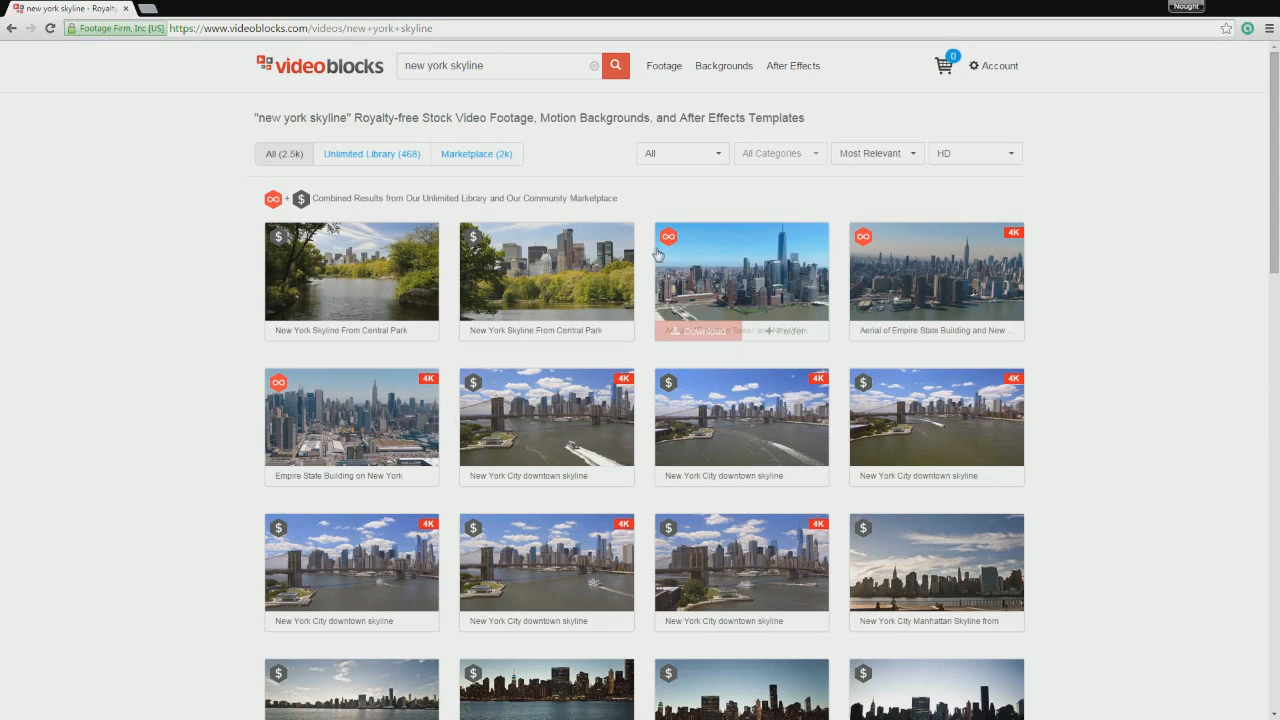 new york skyline - Royalty
Nought
Footage Firm, Inc [US]
https://www.videoblocks.com/videos/new+york+skyline
videoblocks
new york skyline
Footage
Backgrounds
After Effects
0
Account
"new york skyline" Royalty-free Stock Video Footage, Motion Backgrounds, and After Effects Templates
All (2.5k)
Unlimited Library (468)
Marketplace (2k)
All
All Categories
Most Relevant
HD
+ $ Combined Results from Our Unlimited Library and Our Community Marketplace
$
$
4K
New York Skyline From Central Park
New York Skyline From Central Park
Download
+ Folder
Aerial of Empire State Building and New ...
4K
$ 4K
$ 4K
$ 4K
Empire State Building on New York
New York City downtown skyline
New York City downtown skyline
New York City downtown skyline
$ 4K
$ 4K
$ 4K
$
New York City downtown skyline
New York City downtown skyline
New York City downtown skyline
New York City Manhattan Skyline from
$
$
$
$